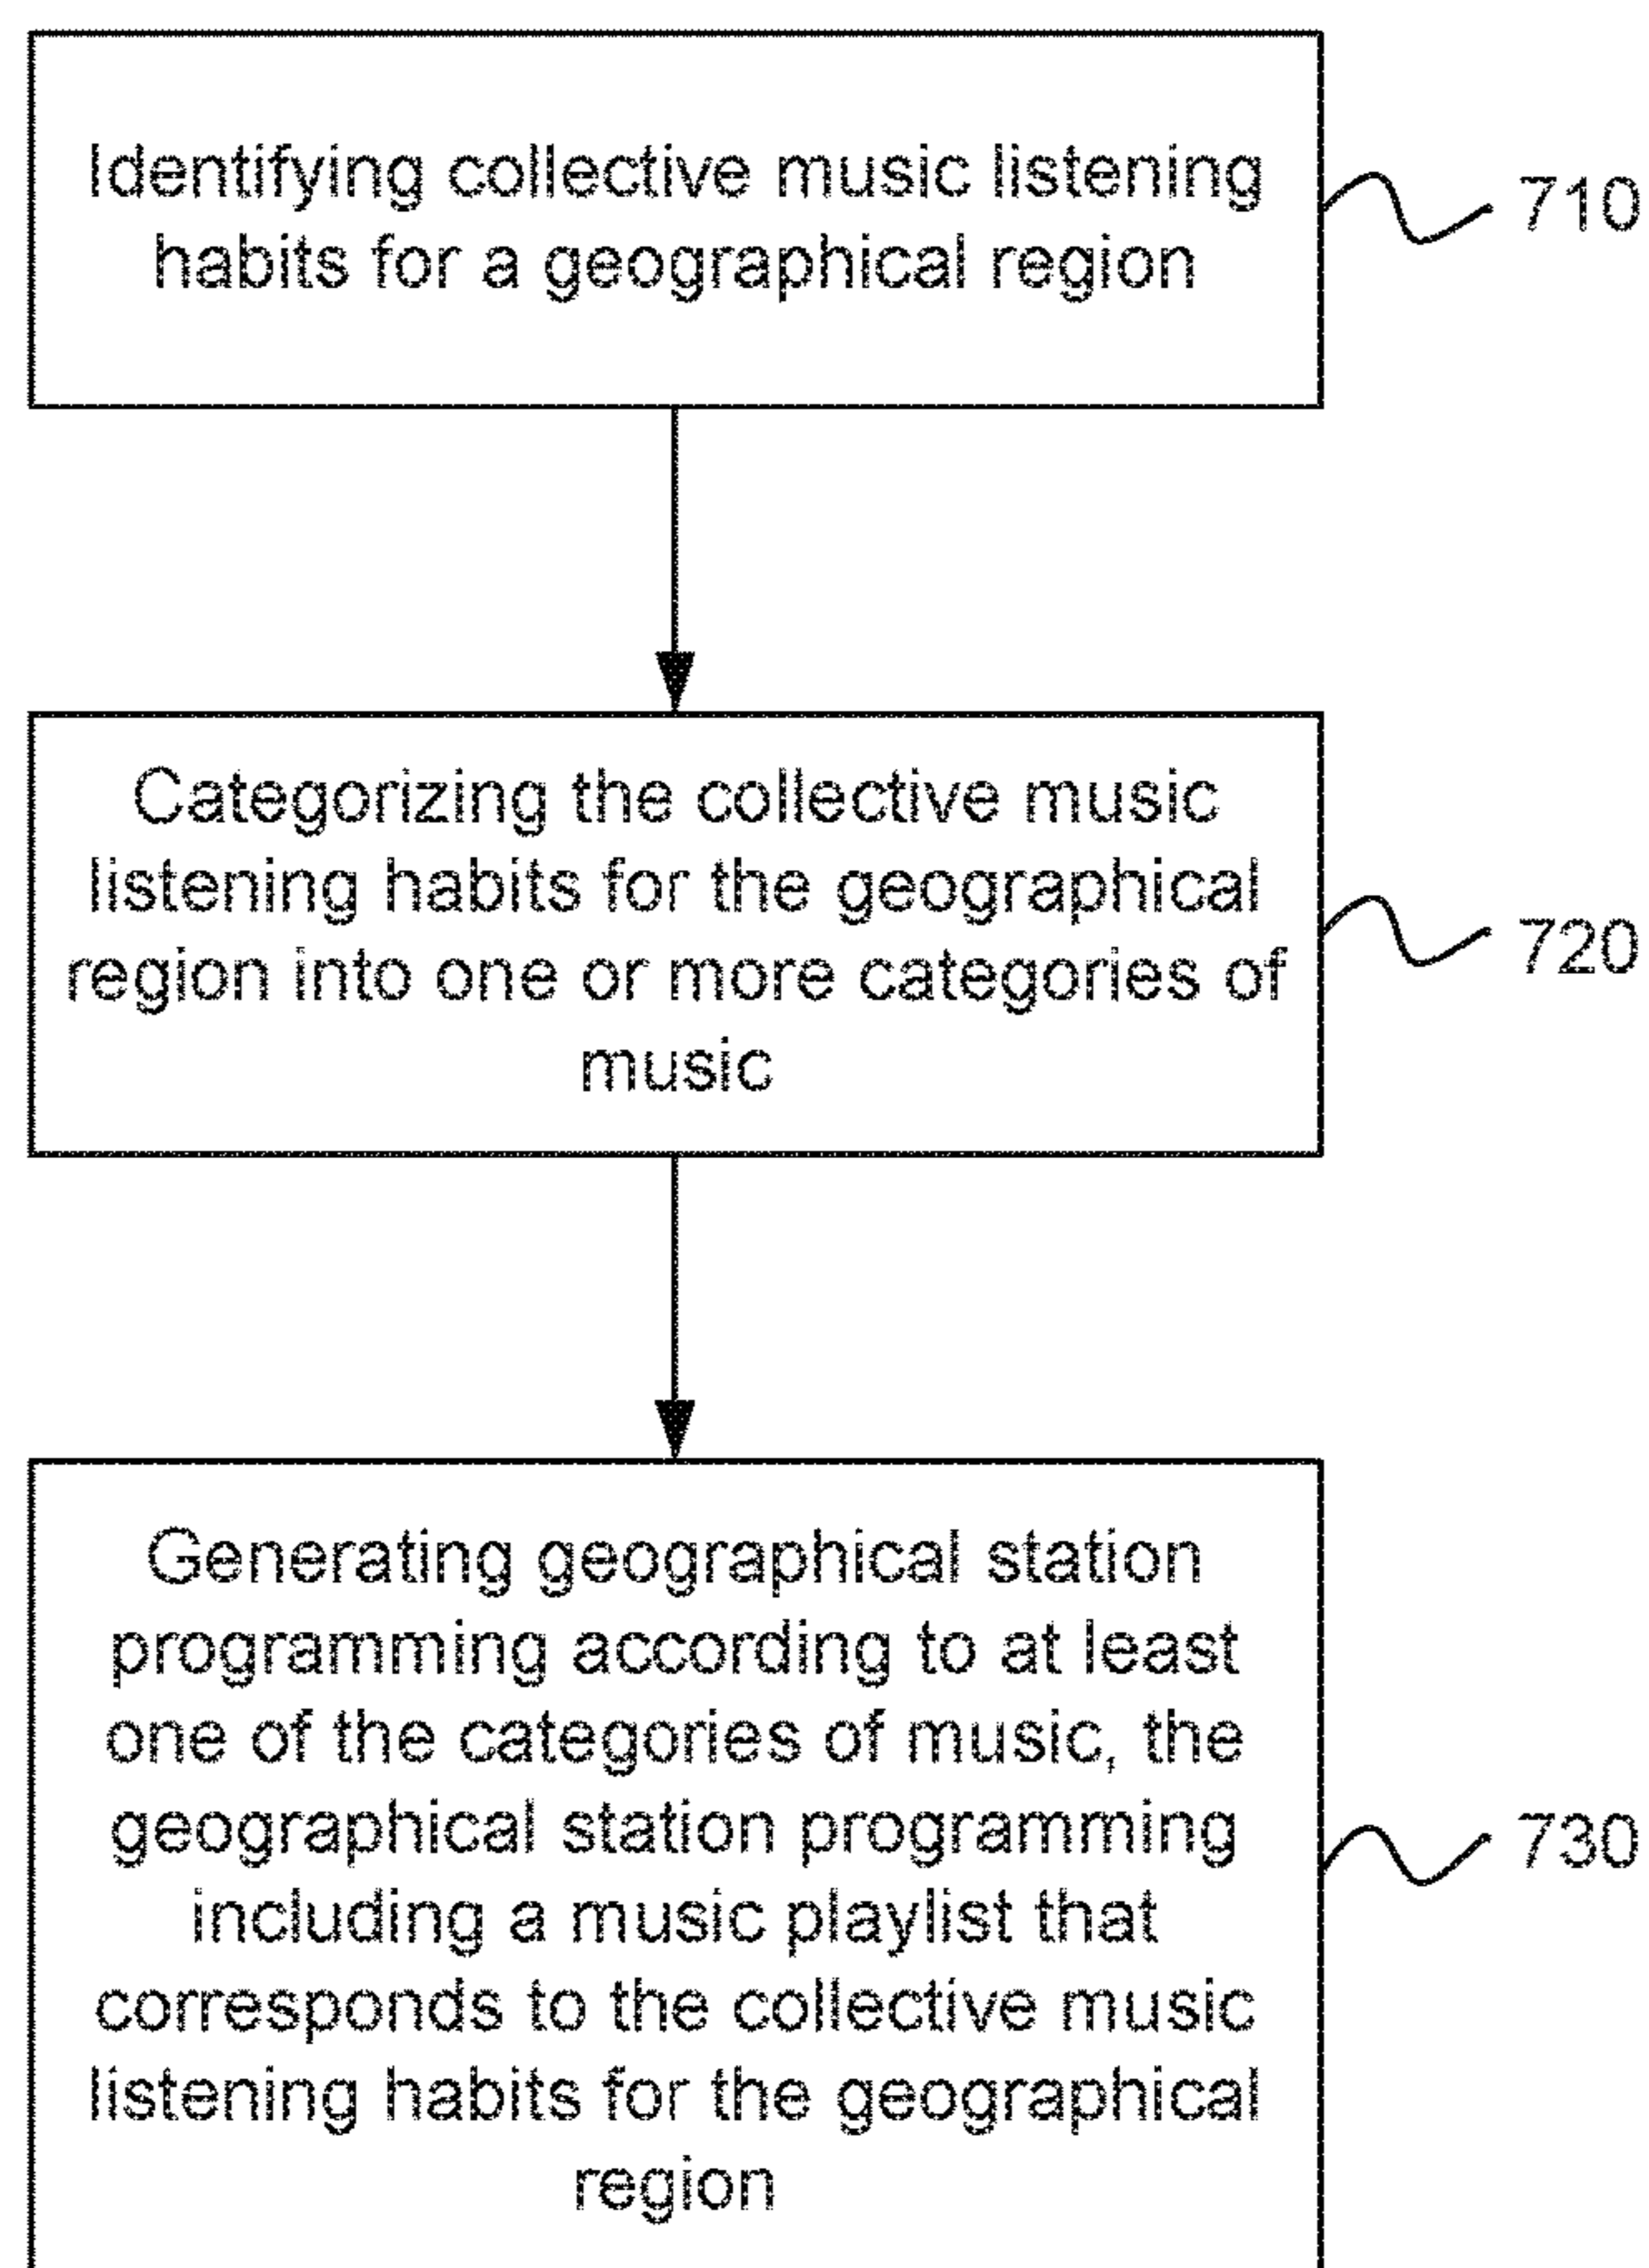 Identifying collective music listening
habits for a geographical region
710
Categorizing the collective music
listening habits for the geographical
region into one or more categories of
music
720
Generating geographical station
programming according to at least
one of the categories of music, the
geographical station programming
including a music playlist that
corresponds to the collective music
listening habits for the geographical
region
730